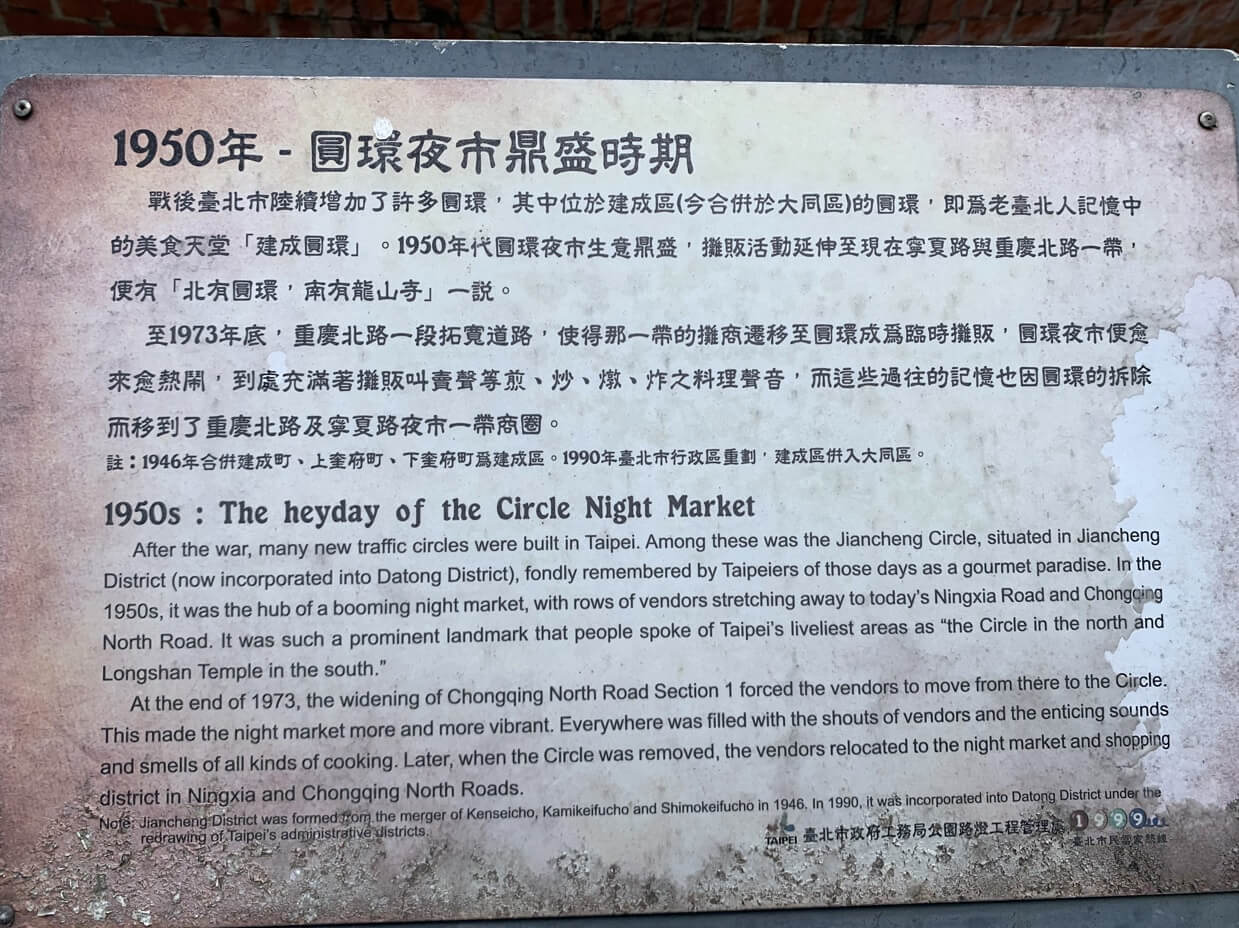 1950年 - 圓環夜市鼎盛時期
戰後臺北市陸續增加了許多圓環，其中位於建成區(今合併於大同區)的圓環，即為老臺北人記憶中
的美食天堂「建成圓環」。1950年代圓環夜市生意鼎盛，攤販活動延伸至現在寧夏路與重慶北路一帶，
便有「北有圓環，南有龍山寺」一說。
至1973年底，重慶北路一段拓寬道路，使得那一帶的攤商遷移至圓環成為臨時攤販，圓環夜市便愈
來愈熱鬧，到處充滿著攤販叫賣聲等煎、炒、燉、炸之料理聲音，而這些過往的記憶也因圓環的拆除
而移到了重慶北路及寧夏路夜市一帶商圈。
註：1946年合併建成町、上奎府町、下奎府町為建成區。1990年臺北市行政區重劃，建成區併入大同區。
1950s : The heyday of the Circle Night Market
After the war, many new traffic circles were built in Taipei. Among these was the Jiancheng Circle, situated in Jiancheng
District (now incorporated into Datong District), fondly remembered by Taipeiers of those days as a gourmet paradise. In the
1950s, it was the hub of a booming night market, with rows of vendors stretching away to today's Ningxia Road and Chongqing
North Road. It was such a prominent landmark that people spoke of Taipei's liveliest areas as “the Circle in the north and
Longshan Temple in the south.”
At the end of 1973, the widening of Chongqing North Road Section 1 forced the vendors to move from there to the Circle.
This made the night market more and more vibrant. Everywhere was filled with the shouts of vendors and the enticing sounds
and smells of all kinds of cooking. Later, when the Circle was removed, the vendors relocated to the night market and shopping
district in Ningxia and Chongqing North Roads.
Note: Jiancheng District was formed from the merger of Kenseicho, Kamikeifucho and Shimokeifucho in 1946. In 1990, it was incorporated into Datong District under the
redrawing of Taipei's administrative districts.
TAIPEI 臺北市政府工務局公園路燈工程管理處 1999
臺北市民當家熱線